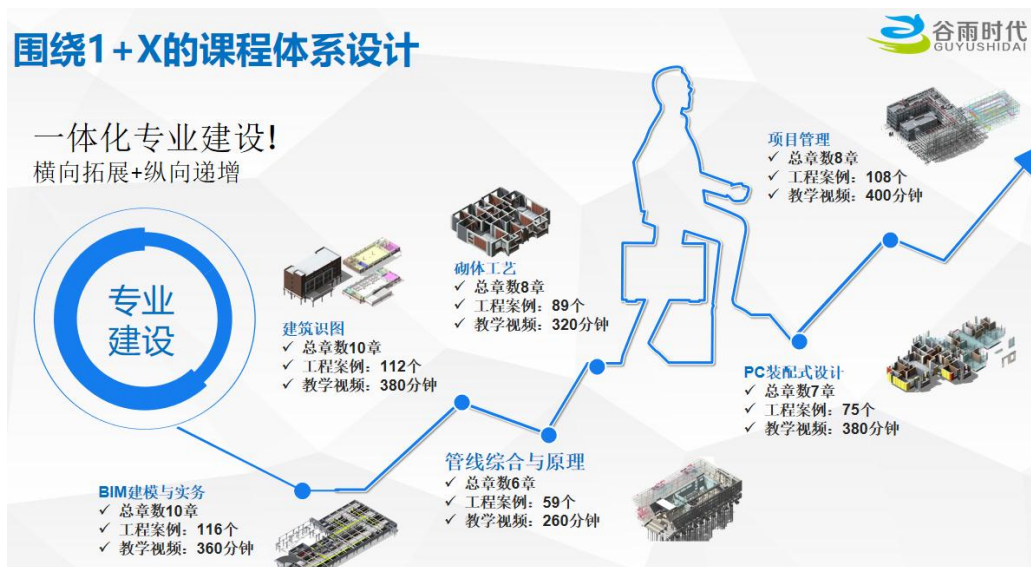 围绕1+X的课程体系设计
谷雨时代
GUYUSHIDAI
一体化专业建设!
横向拓展+纵向递增
专业
建设
BIM建模与实务
✓ 总章数10章
✓ 工程案例：116个
✓ 教学视频：360分钟
建筑识图
✓ 总章数10章
✓ 工程案例：112个
✓ 教学视频：380分钟
砌体工艺
✓ 总章数8章
✓ 工程案例：89个
✓ 教学视频：320分钟
管线综合与原理
✓ 总章数6章
✓ 工程案例：59个
✓ 教学视频：260分钟
PC装配式设计
✓ 总章数7章
✓ 工程案例：75个
✓ 教学视频：380分钟
项目管理
✓ 总章数8章
✓ 工程案例：108个
✓ 教学视频：400分钟